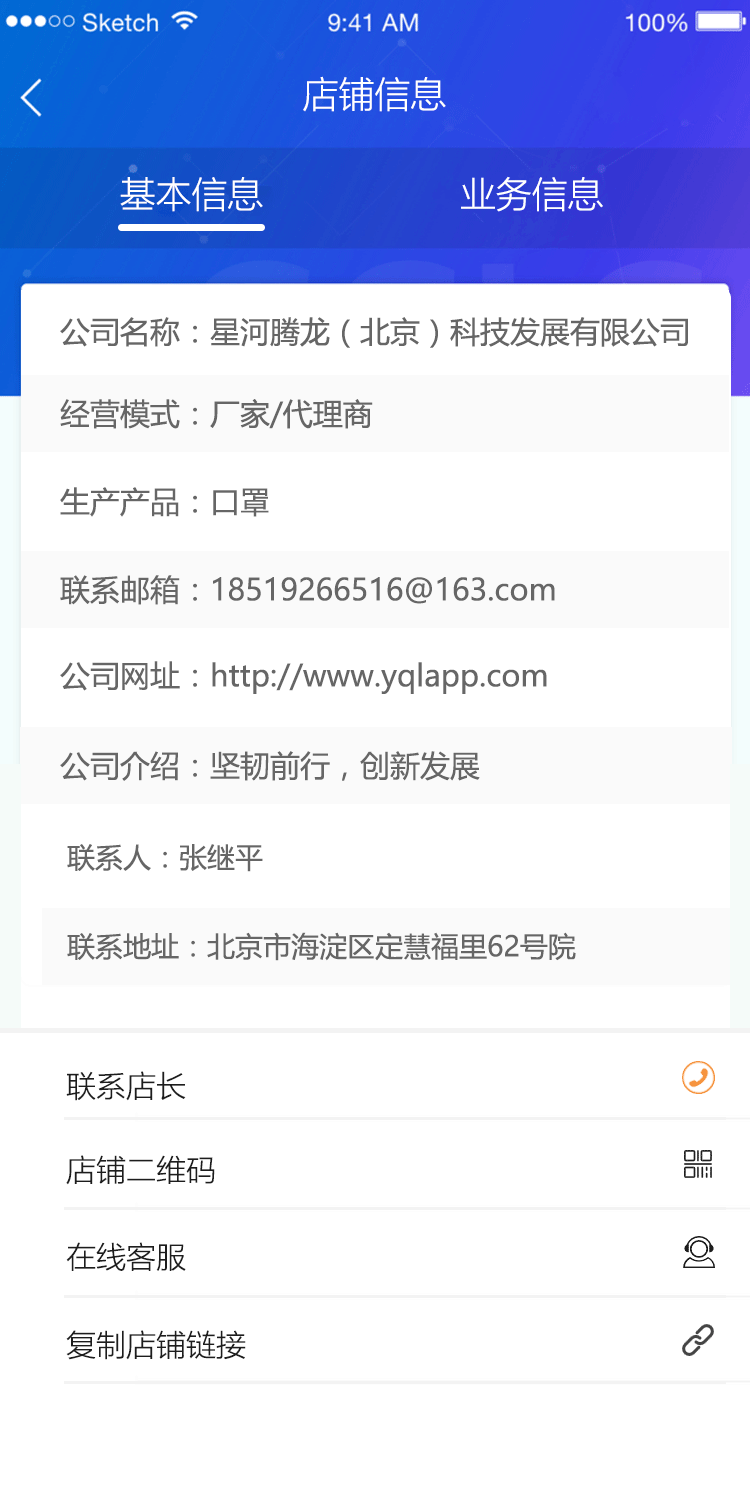 Sketch 9:41 AM 100%
店铺信息
基本信息 业务信息
公司名称：星河腾龙（北京）科技发展有限公司
经营模式：厂家/代理商
生产产品：口罩
联系邮箱：18519266516@163.com
公司网址：http://www.yqlapp.com
公司介绍：坚韧前行，创新发展
联系人：张继平
联系地址：北京市海淀区定慧福里62号院
联系店长
店铺二维码
在线客服
复制店铺链接